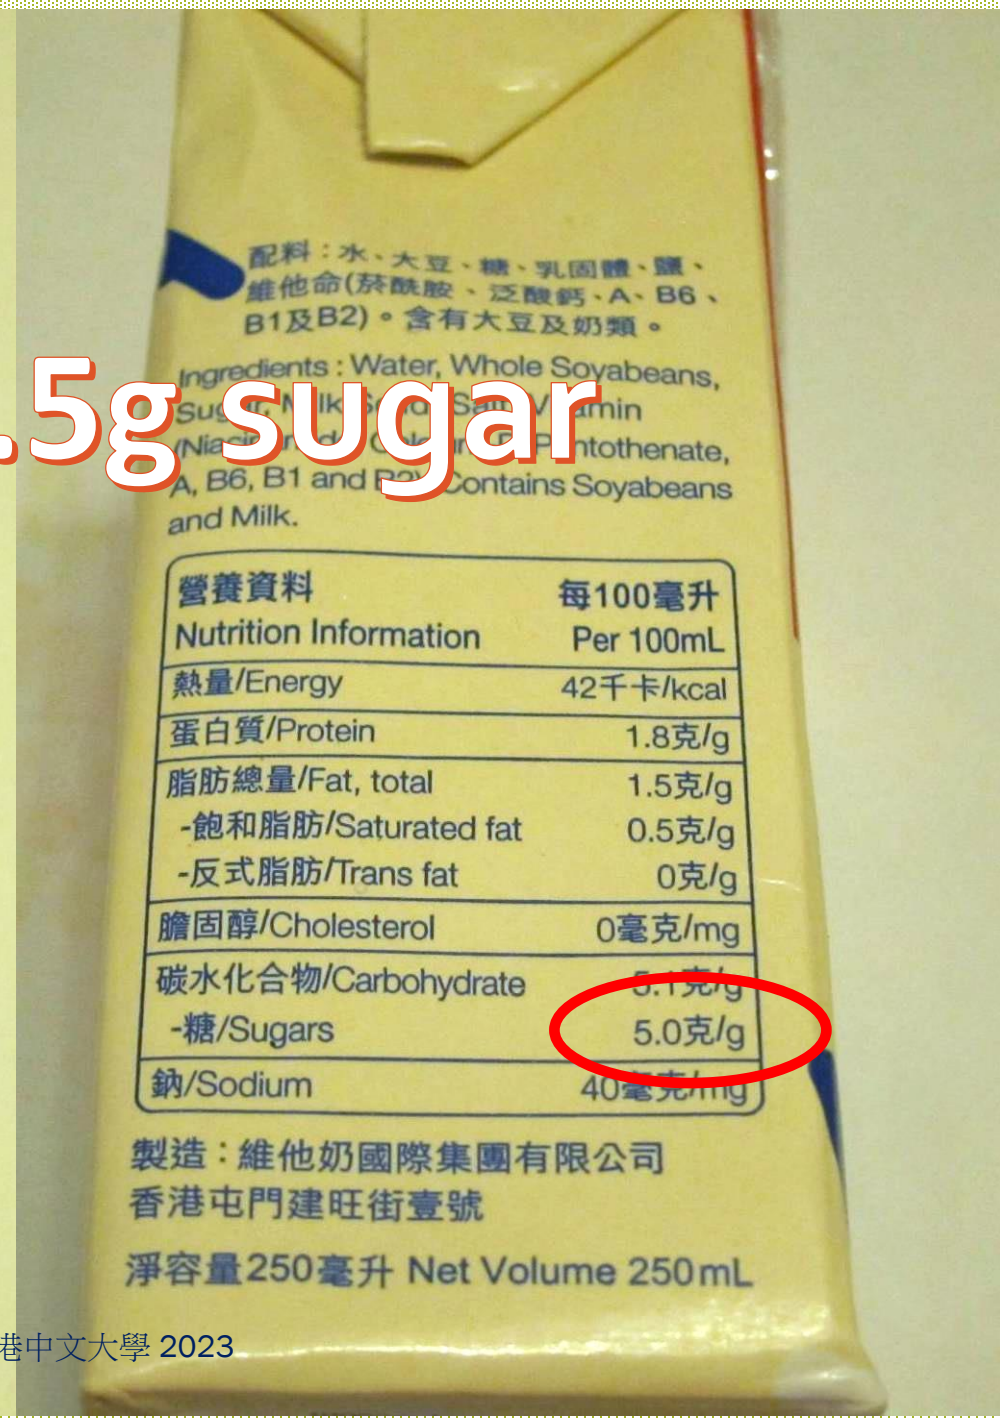 配料：水、大豆、糖、乳固體、鹽、
維他命(菸酰胺、泛酸鈣、A、B6、
B1及B2)。含有大豆及奶類。
Ingredients : Water, Whole Soyabeans,
.5g sugar
A, B6, B1 and Contains Soyabeans
and Milk.
營養資料 每100毫升
Nutrition Information Per 100mL
熱量/Energy 42千卡/kcal
蛋白質/Protein 1.8克/g
脂肪總量/Fat, total 1.5克/g
-飽和脂肪/Saturated fat 0.5克/g
-反式脂肪/Trans fat 0克/g
膽固醇/Cholesterol 0毫克/mg
碳水化合物/Carbohydrate 5.1克/g
-糖/Sugars 5.0克/g
鈉/Sodium 40毫克/mg
製造：維他奶國際集團有限公司
香港屯門建旺街壹號
淨容量250毫升 Net Volume 250mL
港中文大學 2023